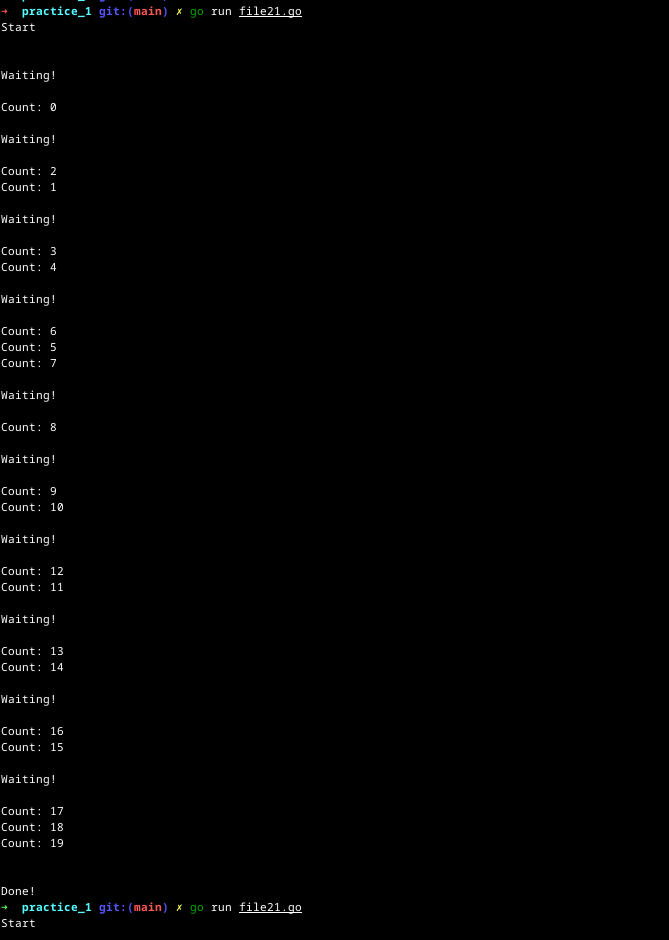 ➜  practice_1 git:(main) ✗ go run file21.go
Start
Waiting!
Count: 0
Waiting!
Count: 2
Count: 1
Waiting!
Count: 3
Count: 4
Waiting!
Count: 6
Count: 5
Count: 7
Waiting!
Count: 8
Waiting!
Count: 9
Count: 10
Waiting!
Count: 12
Count: 11
Waiting!
Count: 13
Count: 14
Waiting!
Count: 16
Count: 15
Waiting!
Count: 17
Count: 18
Count: 19
Done!
➜  practice_1 git:(main) ✗ go run file21.go
Start